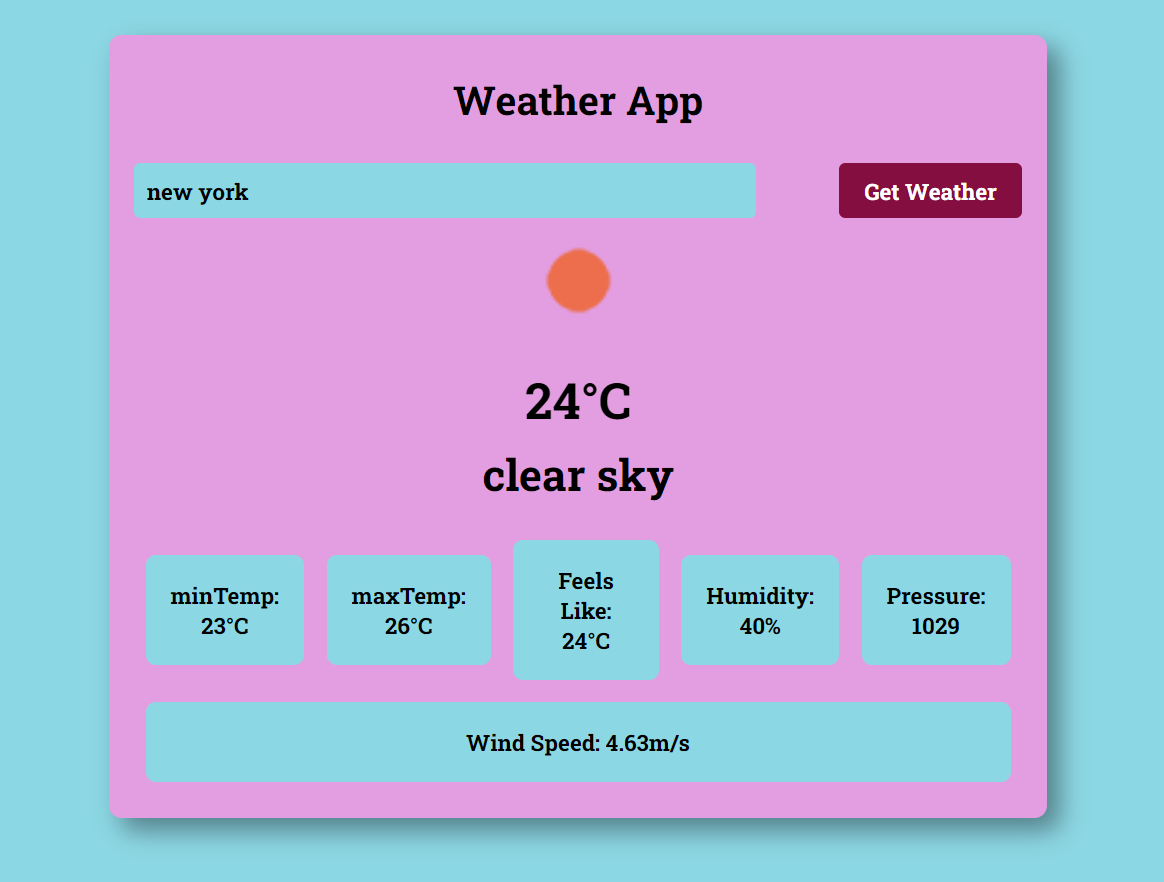 Weather App
new york
Get Weather
24°C
clear sky
minTemp:
23°C
maxTemp:
26°C
Feels
Like:
24°C
Humidity:
40%
Pressure:
1029
Wind Speed: 4.63m/s